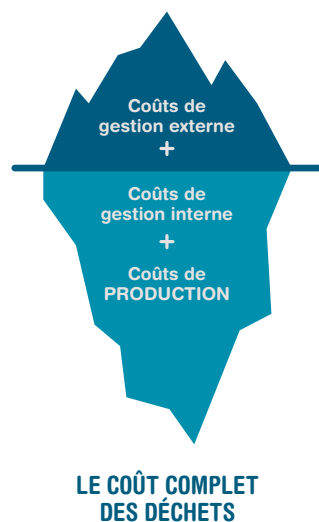 Coûts de
gestion externe
+
Coûts de
gestion interne
+
Coûts de
PRODUCTION
LE COÛT COMPLET
DES DÉCHETS